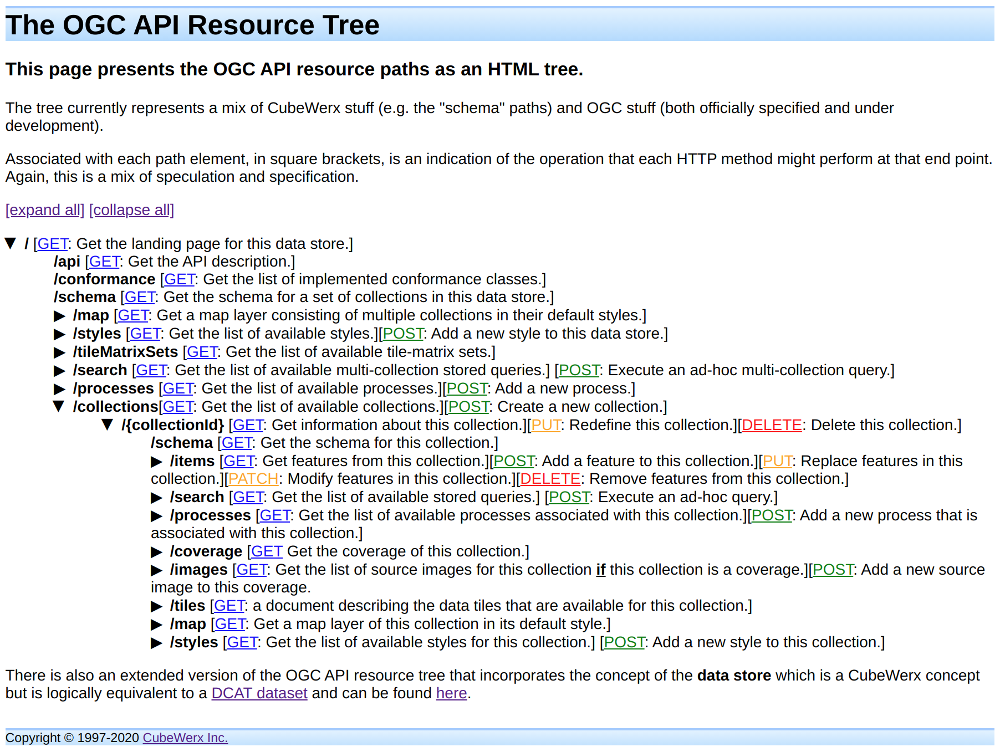 The OGC API Resource Tree
This page presents the OGC API resource paths as an HTML tree.
The tree currently represents a mix of CubeWerx stuff (e.g. the "schema" paths) and OGC stuff (both officially specified and under
development).
Associated with each path element, in square brackets, is an indication of the operation that each HTTP method might perform at that end point.
Again, this is a mix of speculation and specification.
[expand all] [collapse all]
▼ / [GET: Get the landing page for this data store.]
/api [GET: Get the API description.]
/conformance [GET: Get the list of implemented conformance classes.]
/schema [GET: Get the schema for a set of collections in this data store.]
▶ /map [GET: Get a map layer consisting of multiple collections in their default styles.]
▶ /styles [GET: Get the list of available styles.][POST: Add a new style to this data store.]
▶ /tileMatrixSets [GET: Get the list of available tile-matrix sets.]
▶ /search [GET: Get the list of available multi-collection stored queries.] [POST: Execute an ad-hoc multi-collection query.]
▶ /processes [GET: Get the list of available processes.][POST: Add a new process.]
▼ /collections[GET: Get the list of available collections.][POST: Create a new collection.]
▼ /{collectionId} [GET: Get information about this collection.][PUT: Redefine this collection.][DELETE: Delete this collection.]
/schema [GET: Get the schema for this collection.]
▶ /items [GET: Get features from this collection.][POST: Add a feature to this collection.][PUT: Replace features in this
collection.][PATCH: Modify features in this collection.][DELETE: Remove features from this collection.]
▶ /search [GET: Get the list of available stored queries.] [POST: Execute an ad-hoc query.]
▶ /processes [GET: Get the list of available processes associated with this collection.][POST: Add a new process that is
associated with this collection.]
▶ /coverage [GET Get the coverage of this collection.]
▶ /images [GET: Get the list of source images for this collection if this collection is a coverage.][POST: Add a new source
image to this coverage.
▶ /tiles [GET: a document describing the data tiles that are available for this collection.]
▶ /map [GET: Get a map layer of this collection in its default style.]
▶ /styles [GET: Get the list of available styles for this collection.] [POST: Add a new style to this collection.]
There is also an extended version of the OGC API resource tree that incorporates the concept of the data store which is a CubeWerx concept
but is logically equivalent to a DCAT dataset and can be found here.
Copyright © 1997-2020 CubeWerx Inc.